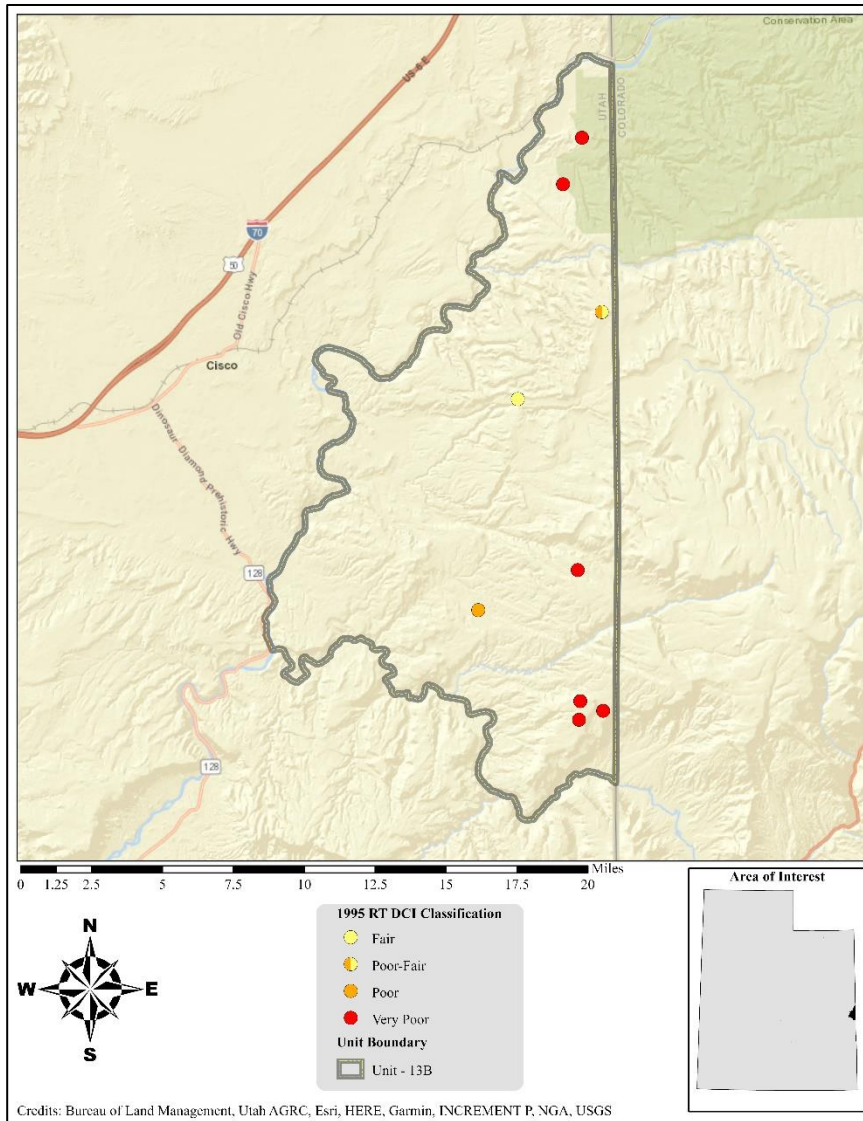 Conservation Area
US-6 E
UTAH
COLORADO
70
50
Old Cisco Hwy
Cisco
Dinosaur Diamond Prehistoric Hwy
128
128
Miles
0 1.25 2.5 5 7.5 10 12.5 15 17.5 20
Area of Interest
1995 RT DCI Classification
Fair
Poor-Fair
Poor
Very Poor
Unit Boundary
Unit - 13B
N
W E
S
Credits: Bureau of Land Management, Utah AGRC, Esri, HERE, Garmin, INCREMENT P, NGA, USGS